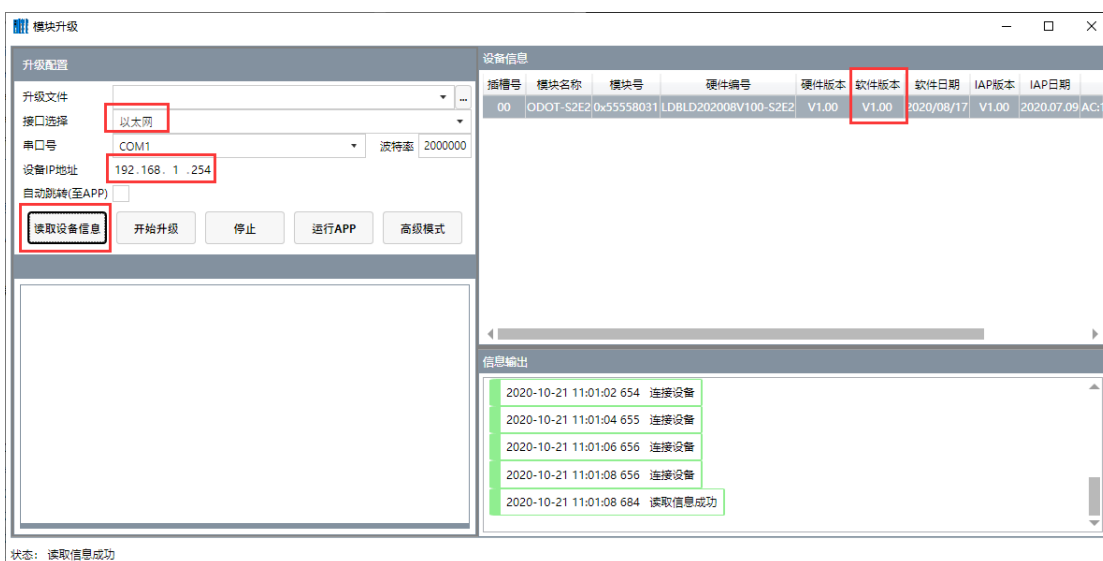 模块升级
升级配置
升级文件
...
接口选择 以太网
串口号 COM1 波特率 2000000
设备IP地址 192.168. 1 .254
自动跳转(至APP)
读取设备信息 开始升级 停止 运行APP 高级模式
设备信息
插槽号 模块名称 模块号 硬件编号 硬件版本 软件版本 软件日期 IAP版本 IAP日期
00 ODOT-S2E2 0x55558031 LDBLD202008V100-S2E2 V1.00 V1.00 2020/08/17 V1.00 2020.07.09 AC:1
信息输出
2020-10-21 11:01:02 654 连接设备
2020-10-21 11:01:04 655 连接设备
2020-10-21 11:01:06 656 连接设备
2020-10-21 11:01:08 656 连接设备
2020-10-21 11:01:08 684 读取信息成功
状态: 读取信息成功